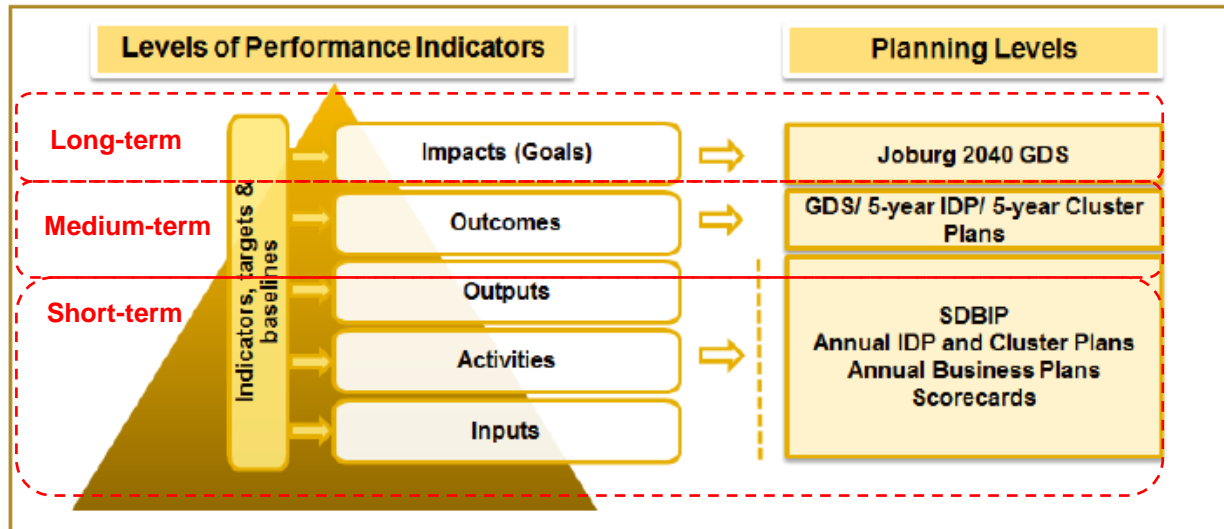 Levels of Performance Indicators
Planning Levels
Long-term
Impacts (Goals)
Joburg 2040 GDS
Medium-term
Outcomes
GDS/ 5-year IDP/ 5-year Cluster
Plans
Indicators, targets &
baselines
Short-term
Outputs
Activities
Inputs
SDBIP
Annual IDP and Cluster Plans
Annual Business Plans
Scorecards